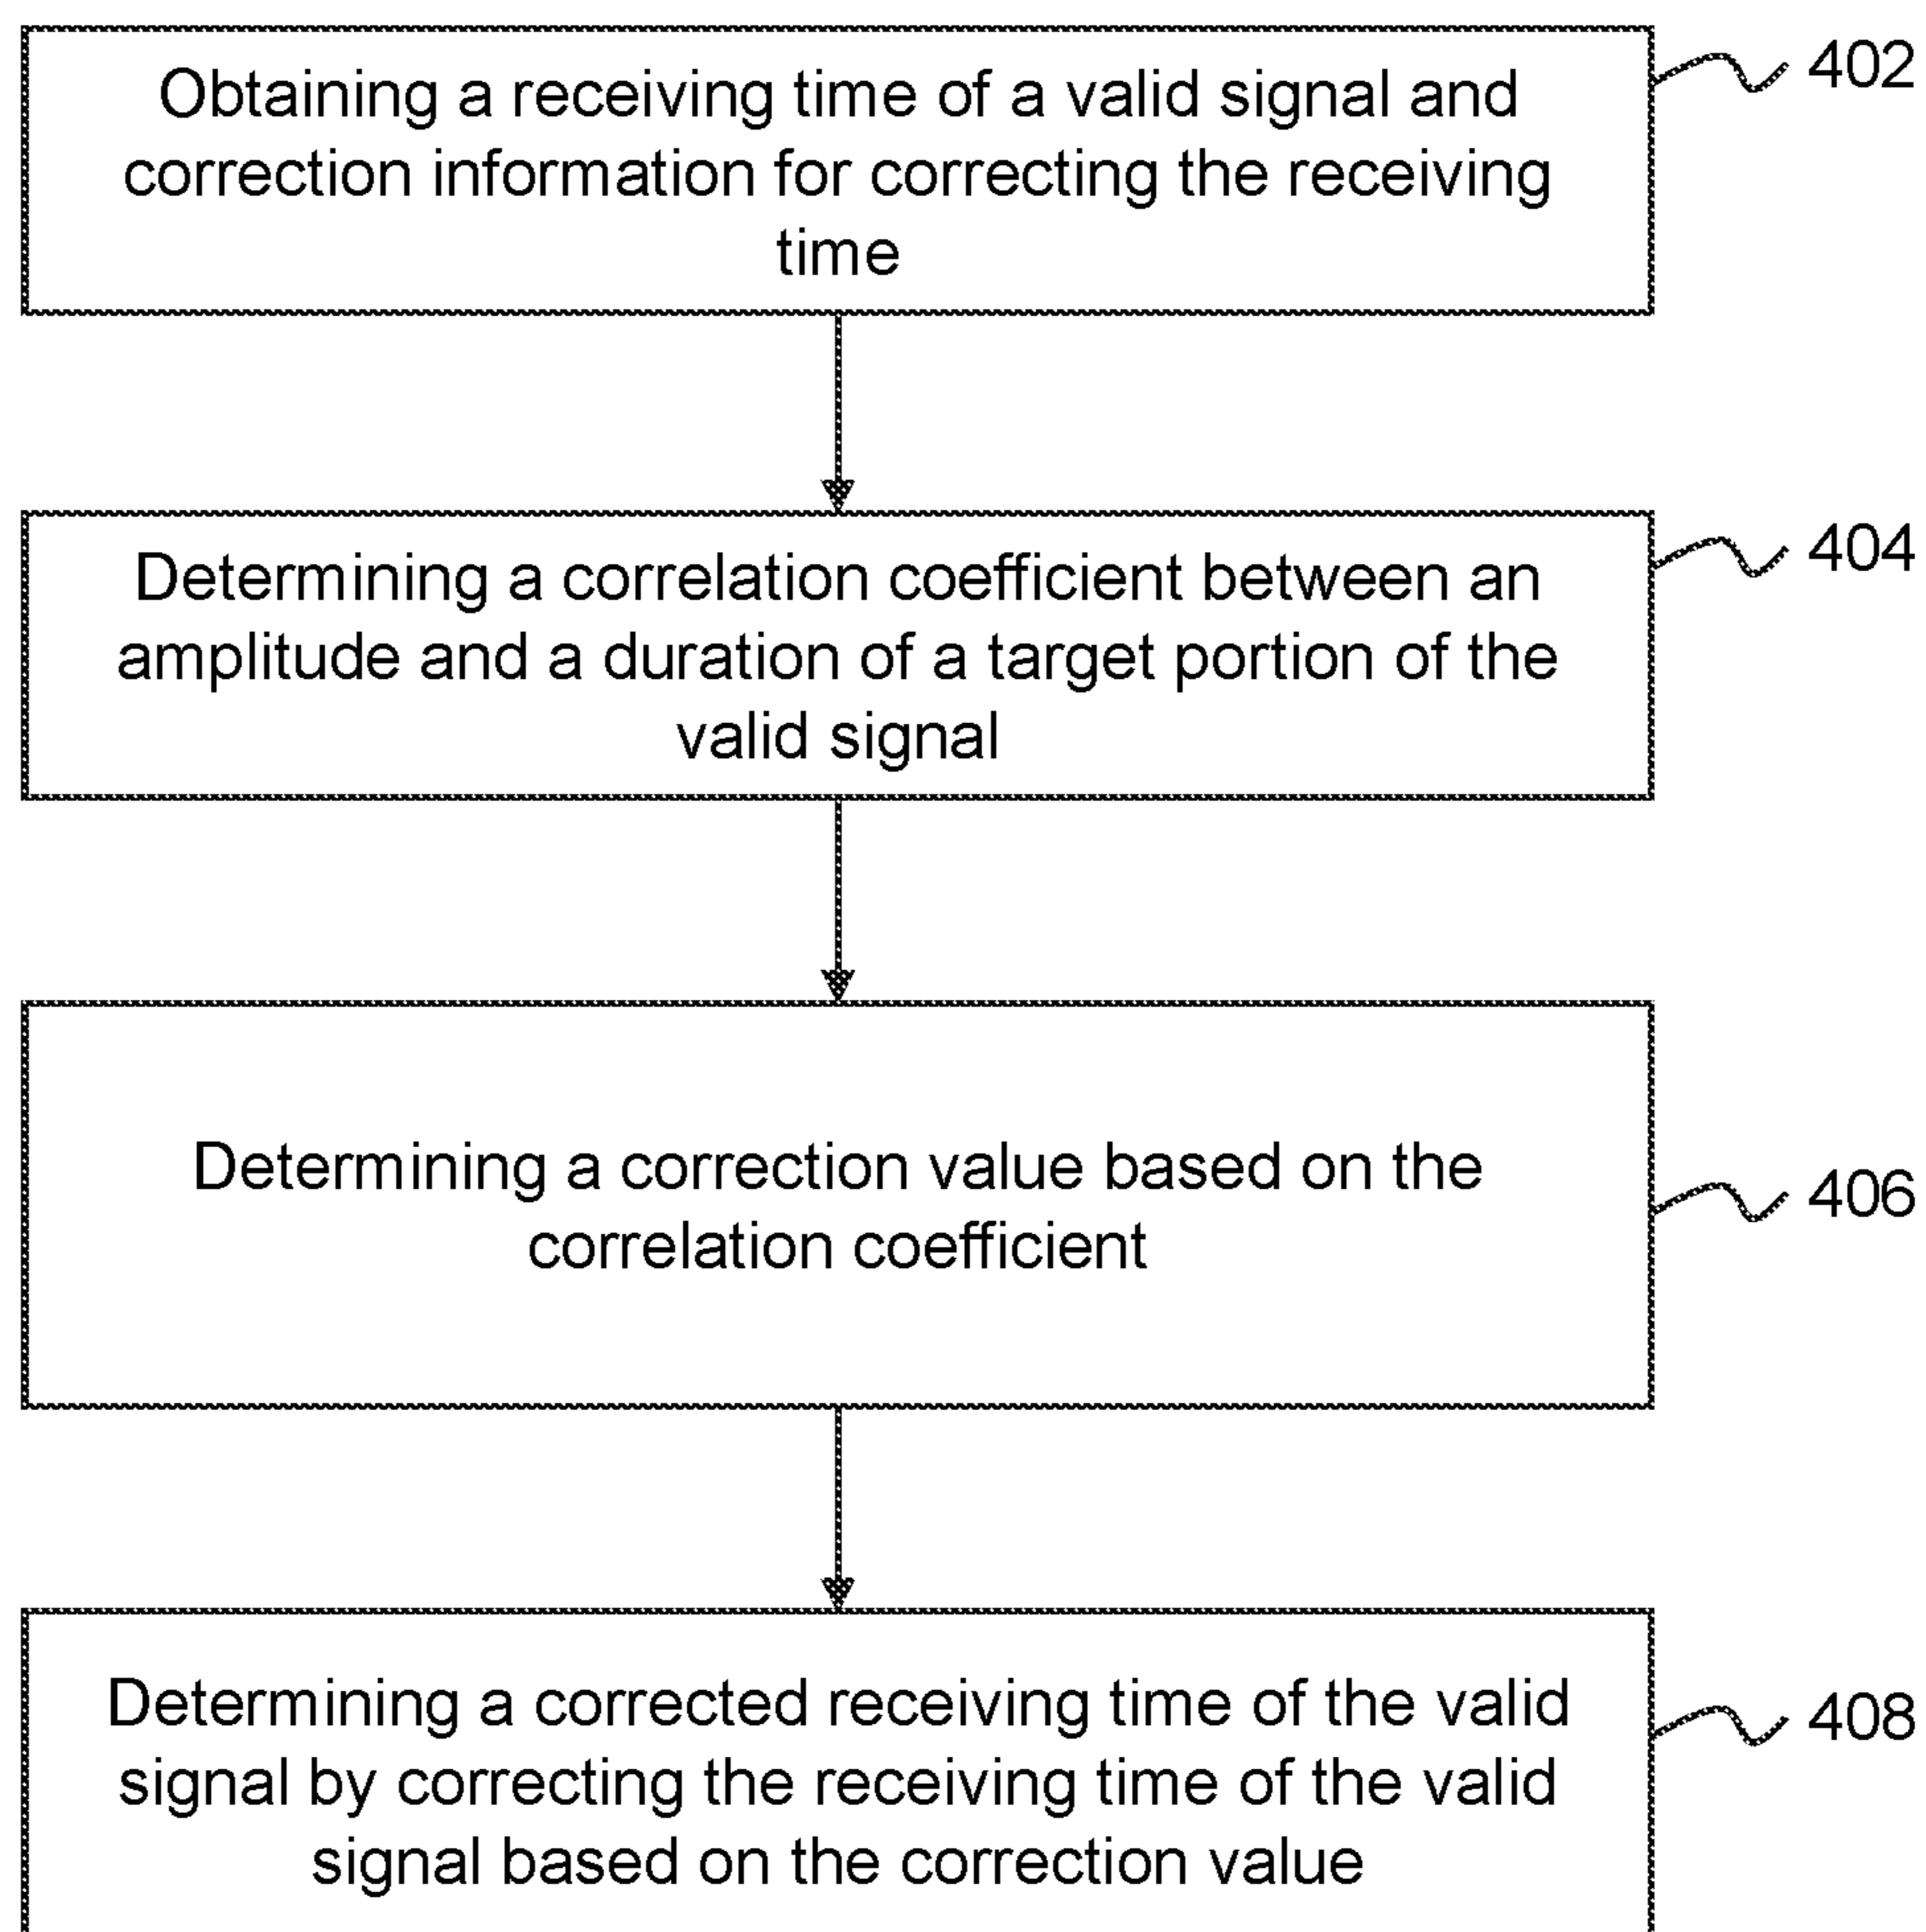 Obtaining a receiving time of a valid signal and
correction information for correcting the receiving
time
402
Determining a correlation coefficient between an
amplitude and a duration of a target portion of the
valid signal
404
Determining a correction value based on the
correlation coefficient
406
Determining a corrected receiving time of the valid
signal by correcting the receiving time of the valid
signal based on the correction value
408